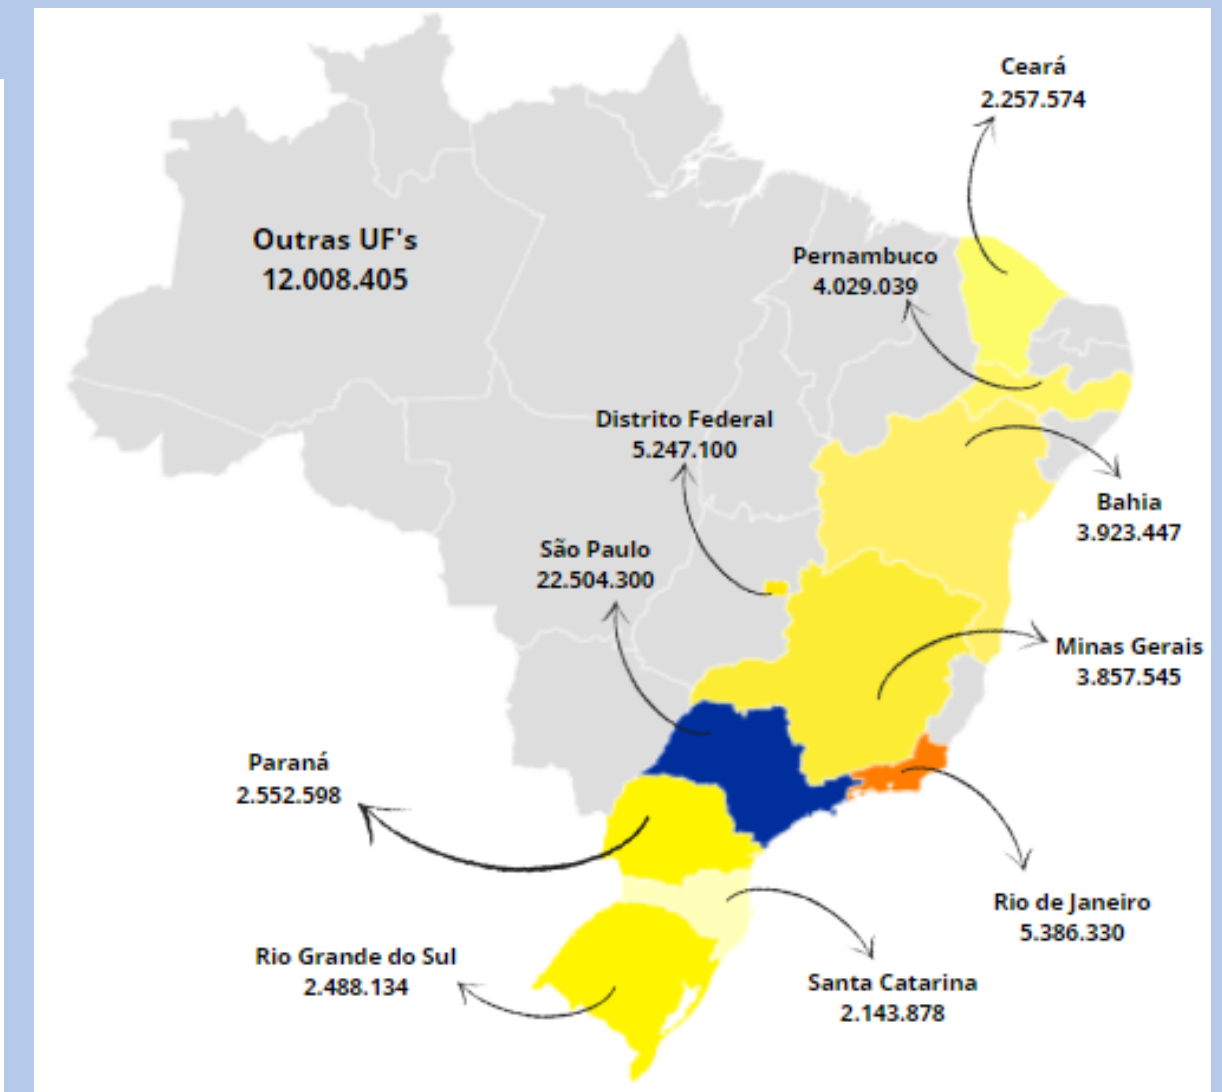 Ceará
2.257.574
Outras UF's
12.008.405
Pernambuco
4.029.039
Distrito Federal
5.247.100
Bahia
3.923.447
São Paulo
22.504.300
Minas Gerais
3.857.545
Paraná
2.552.598
Rio de Janeiro
5.386.330
Rio Grande do Sul
2.488.134
Santa Catarina
2.143.878